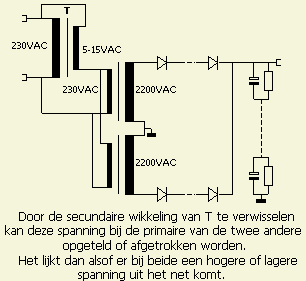 T
230VAC
5-15VAC
230VAC
2200VAC
2200VAC
Door de secundaire wikkeling van T te verwisselen
kan deze spanning bij de primaire van de twee andere
opgeteld of afgetrokken worden.
Het lijkt dan alsof er bij beide een hogere of lagere
spanning uit het net komt.